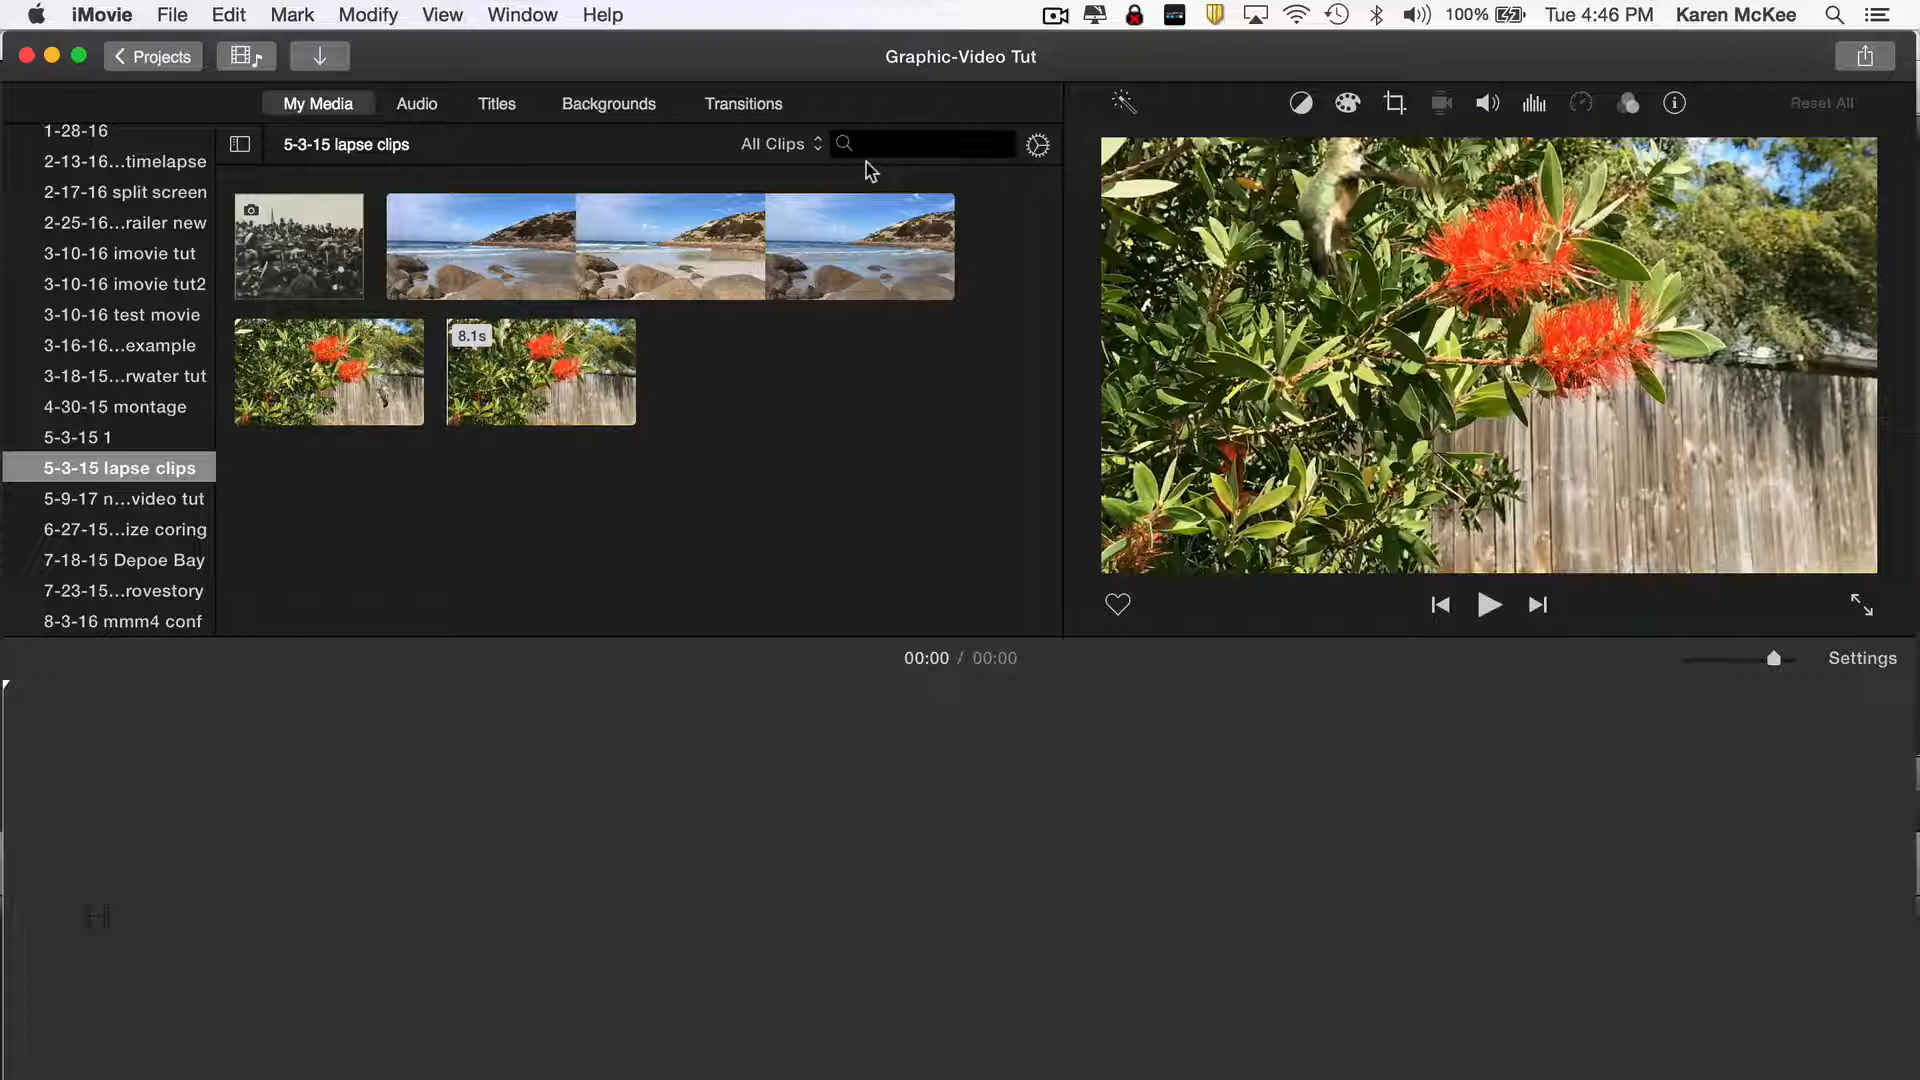 iMovie File Edit Mark Modify View Window Help 100% Tue 4:46 PM Karen McKee
Projects Graphic-Video Tut
My Media Audio Titles Backgrounds Transitions Reset All
5-3-15 lapse clips All Clips
1-28-16
2-13-16...timelapse
2-17-16 split screen
2-25-16...railer new
3-10-16 imovie tut
3-10-16 imovie tut2
3-10-16 test movie
3-16-16...example
3-18-15...rwater tut
4-30-15 montage
5-3-15 1
5-3-15 lapse clips
5-9-17 n...video tut
6-27-15...ize coring
7-18-15 Depoe Bay
7-23-15...rovestory
8-3-16 mmm4 conf
8.1s
00:00 / 00:00 Settings